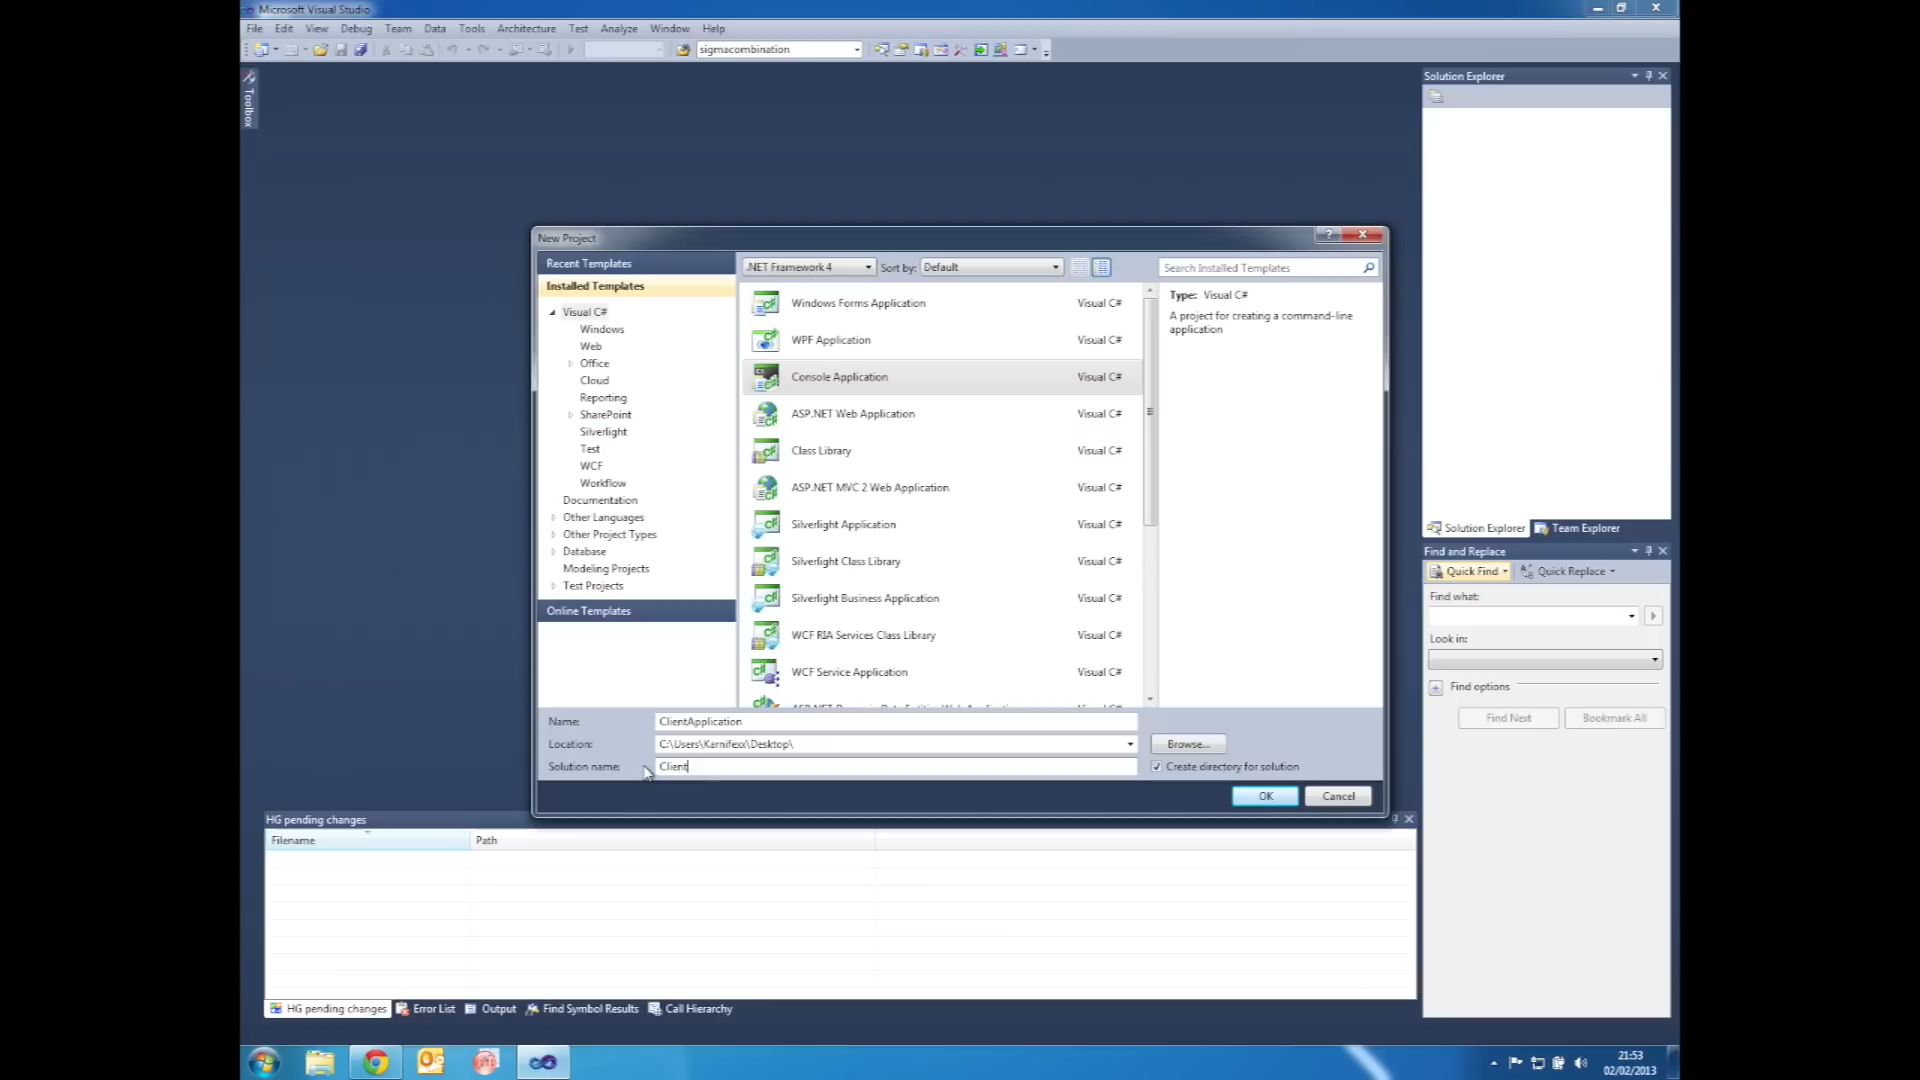 Microsoft Visual Studio
File Edit View Debug Team Data Tools Architecture Test Analyze Window Help
sigmacombination
Toolbox
Solution Explorer
New Project
Recent Templates
.NET Framework 4 Sort by: Default Search Installed Templates
Installed Templates
Visual C#
Windows
Web
Office
Cloud
Reporting
SharePoint
Silverlight
Test
WCF
Workflow
Documentation
Other Languages
Other Project Types
Database
Modeling Projects
Test Projects
Online Templates
Windows Forms Application Visual C#
WPF Application Visual C#
Console Application Visual C#
ASP.NET Web Application Visual C#
Class Library Visual C#
ASP.NET MVC 2 Web Application Visual C#
Silverlight Application Visual C#
Silverlight Class Library Visual C#
Silverlight Business Application Visual C#
WCF RIA Services Class Library Visual C#
WCF Service Application Visual C#
Type: Visual C#
A project for creating a command-line
application
Name: ClientApplication
Location: C:\Users\Karnifexx\Desktop\ Browse...
Solution name: Client Create directory for solution
OK Cancel
Solution Explorer Team Explorer
Find and Replace
Quick Find Quick Replace
Find what:
Look in:
Find options
Find Next Bookmark All
HG pending changes
Filename Path
HG pending changes Error List Output Find Symbol Results Call Hierarchy
21:53
02/02/2013